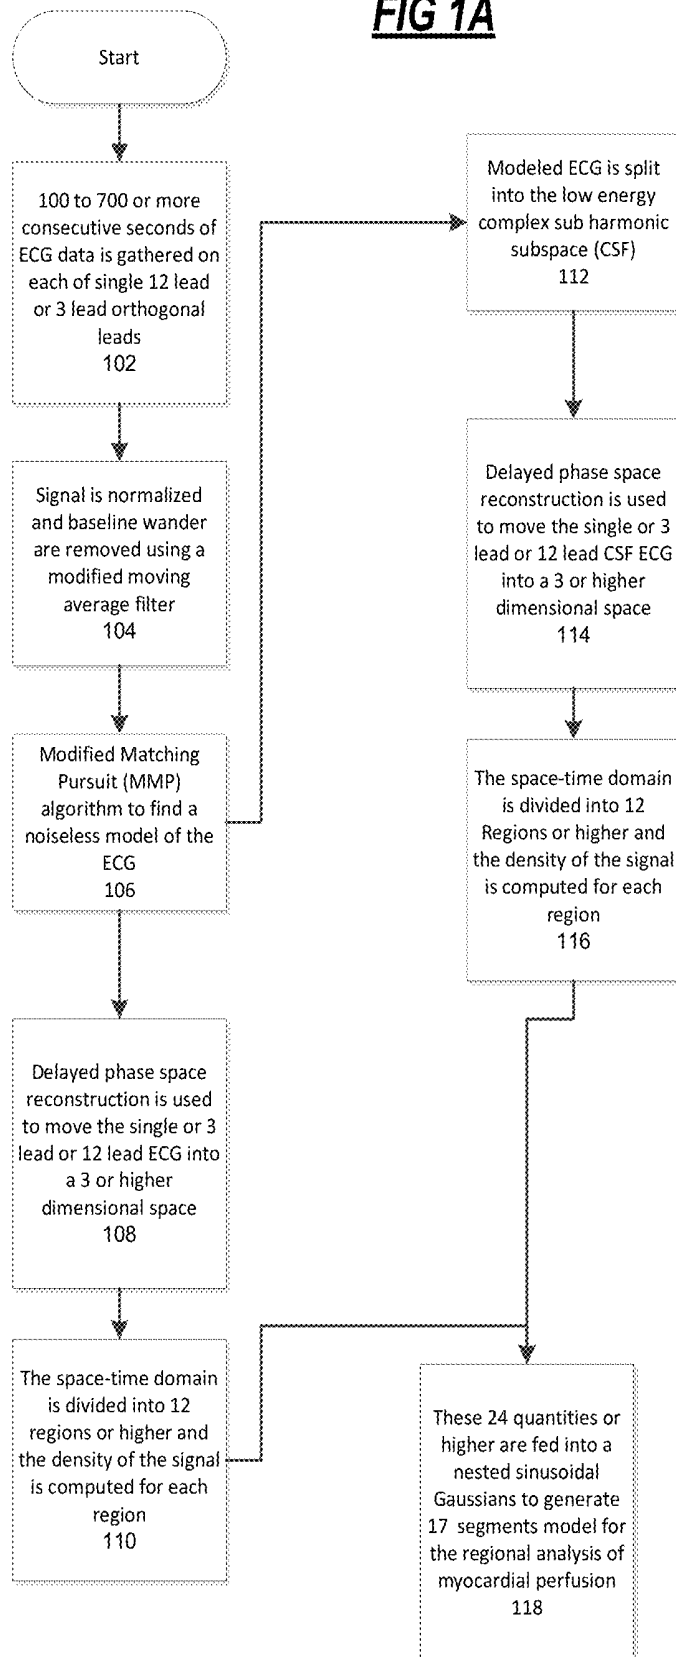 FIG 1A
Start
100 to 700 or more
consecutive seconds of
ECG data is gathered on
each of single 12 lead
or 3 lead orthogonal
leads
102
Signal is normalized
and baseline wander
are removed using a
modified moving
average filter
104
Modified Matching
Pursuit (MMP)
algorithm to find a
noiseless model of the
ECG
106
Delayed phase space
reconstruction is used
to move the single or 3
lead or 12 lead ECG into
a 3 or higher
dimensional space
108
The space-time domain
is divided into 12
regions or higher and
the density of the signal
is computed for each
region
110
Modeled ECG is split
into the low energy
complex sub harmonic
subspace (CSF)
112
Delayed phase space
reconstruction is used
to move the single or 3
lead or 12 lead CSF ECG
into a 3 or higher
dimensional space
114
The space-time domain
is divided into 12
Regions or higher and
the density of the signal
is computed for each
region
116
These 24 quantities or
higher are fed into a
nested sinusoidal
Gaussians to generate
17 segments model for
the regional analysis of
myocardial perfusion
118